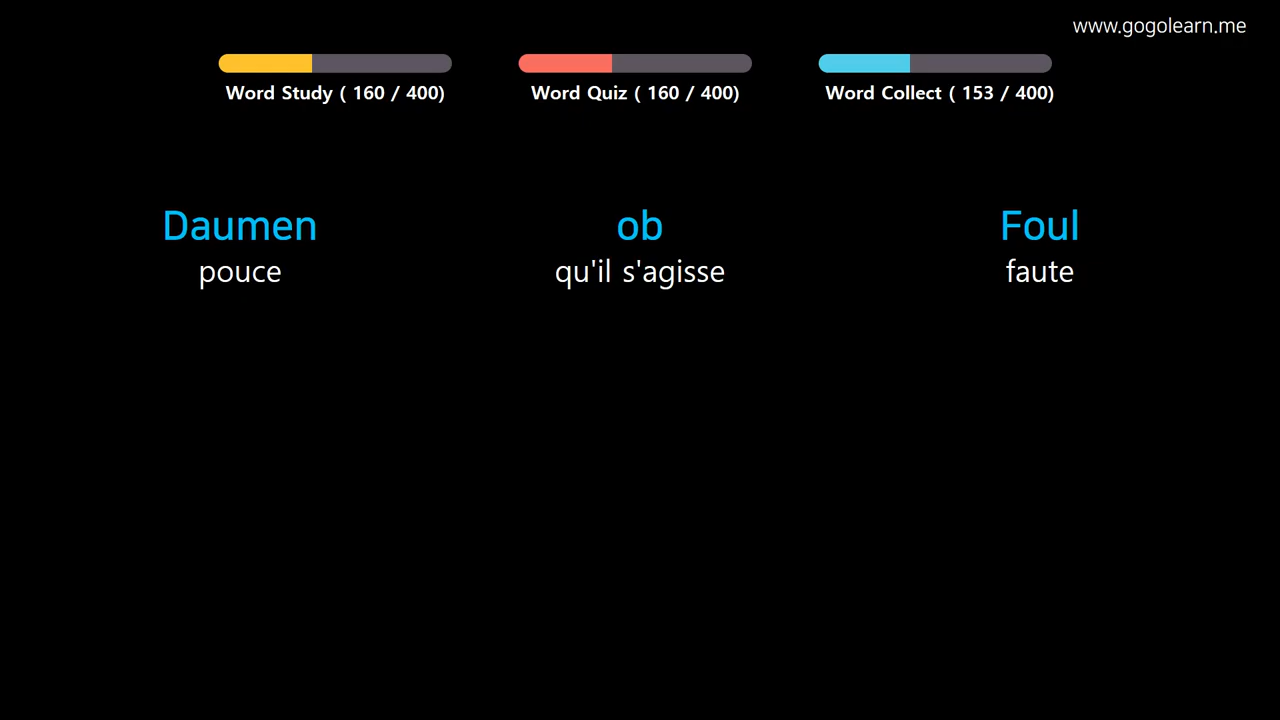 www.gogolearn.me
Word Study ( 160 / 400)
Word Quiz ( 160 / 400)
Word Collect ( 153 / 400)
Daumen
pouce
ob
qu'il s'agisse
Foul
faute